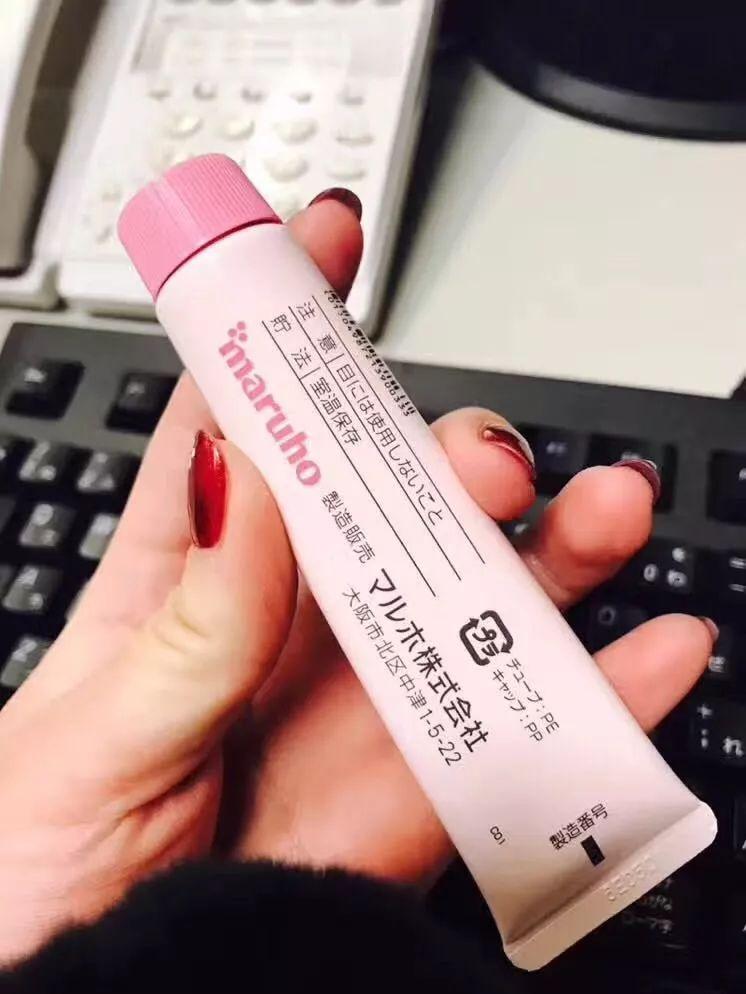 注意 目には使用しないこと
貯法 室温保存
maruho
製造販売 マルホ株式会社
大阪市北区中津1-5-22
プラ
チューブ：PE
キャップ：PP
製造番号